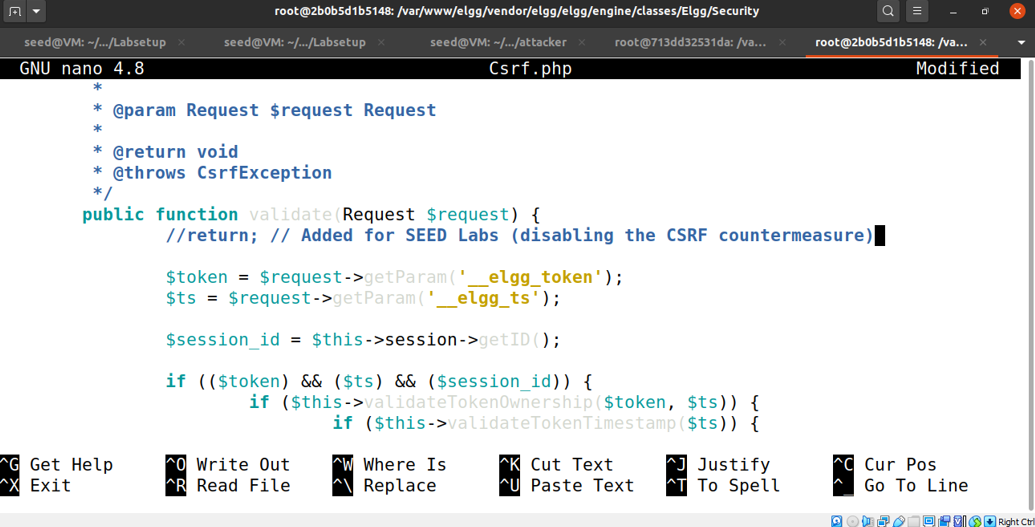 root@2b0b5d1b5148: /var/www/elgg/vendor/elgg/elgg/engine/classes/Elgg/Security
seed@VM: ~/.../Labsetup × seed@VM: ~/.../Labsetup × seed@VM: ~/.../attacker × root@713dd32531da: /va... × root@2b0b5d1b5148: /va... ×
GNU nano 4.8 Csrf.php Modified
*
* @param Request $request Request
*
* @return void
* @throws CsrfException
*/
public function validate(Request $request) {
//return; // Added for SEED Labs (disabling the CSRF countermeasure)
$token = $request->getParam('__elgg_token');
$ts = $request->getParam('__elgg_ts');
$session_id = $this->session->getID();
if (($token) && ($ts) && ($session_id)) {
if ($this->validateTokenOwnership($token, $ts)) {
if ($this->validateTokenTimestamp($ts)) {
^G Get Help ^O Write Out ^W Where Is ^K Cut Text ^J Justify ^C Cur Pos
^X Exit ^R Read File ^\ Replace ^U Paste Text ^T To Spell ^_ Go To Line
Right Ctrl